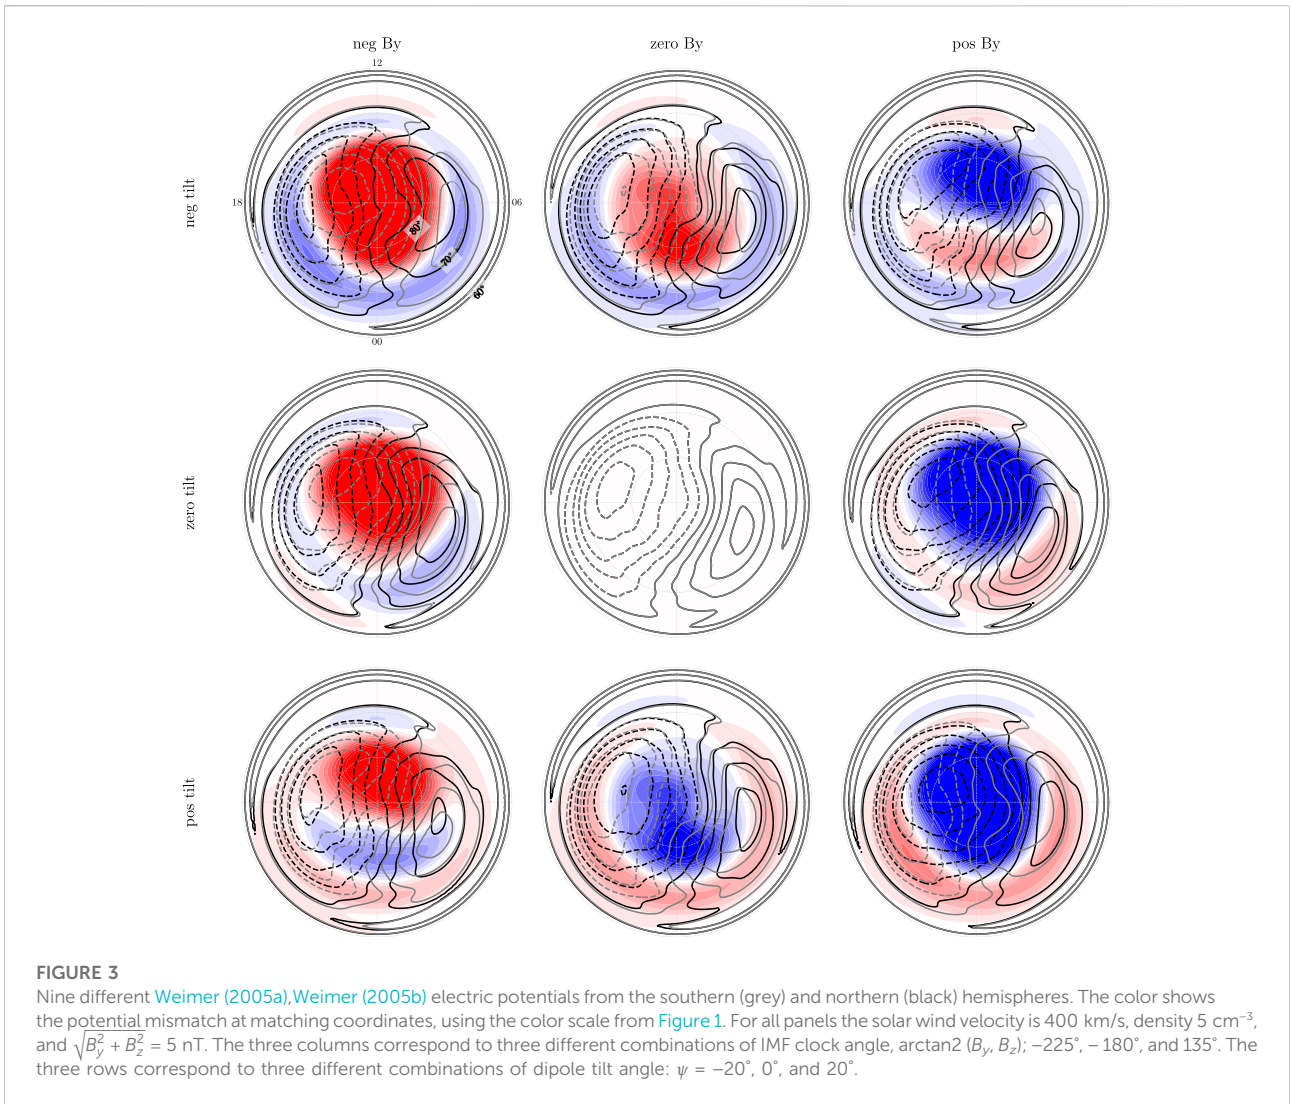 neg By
zero By
pos By
12
neg tilt
18
06
80°
70°
60°
00
zero tilt
pos tilt
FIGURE 3
Nine different Weimer (2005a),Weimer (2005b) electric potentials from the southern (grey) and northern (black) hemispheres. The color shows
the potential mismatch at matching coordinates, using the color scale from Figure 1. For all panels the solar wind velocity is 400 km/s, density 5 cm⁻³,
and √(B_y² + B_z²) = 5 nT. The three columns correspond to three different combinations of IMF clock angle, arctan2 (B_y, B_z); −225°, − 180°, and 135°. The
three rows correspond to three different combinations of dipole tilt angle: ψ = −20°, 0°, and 20°.